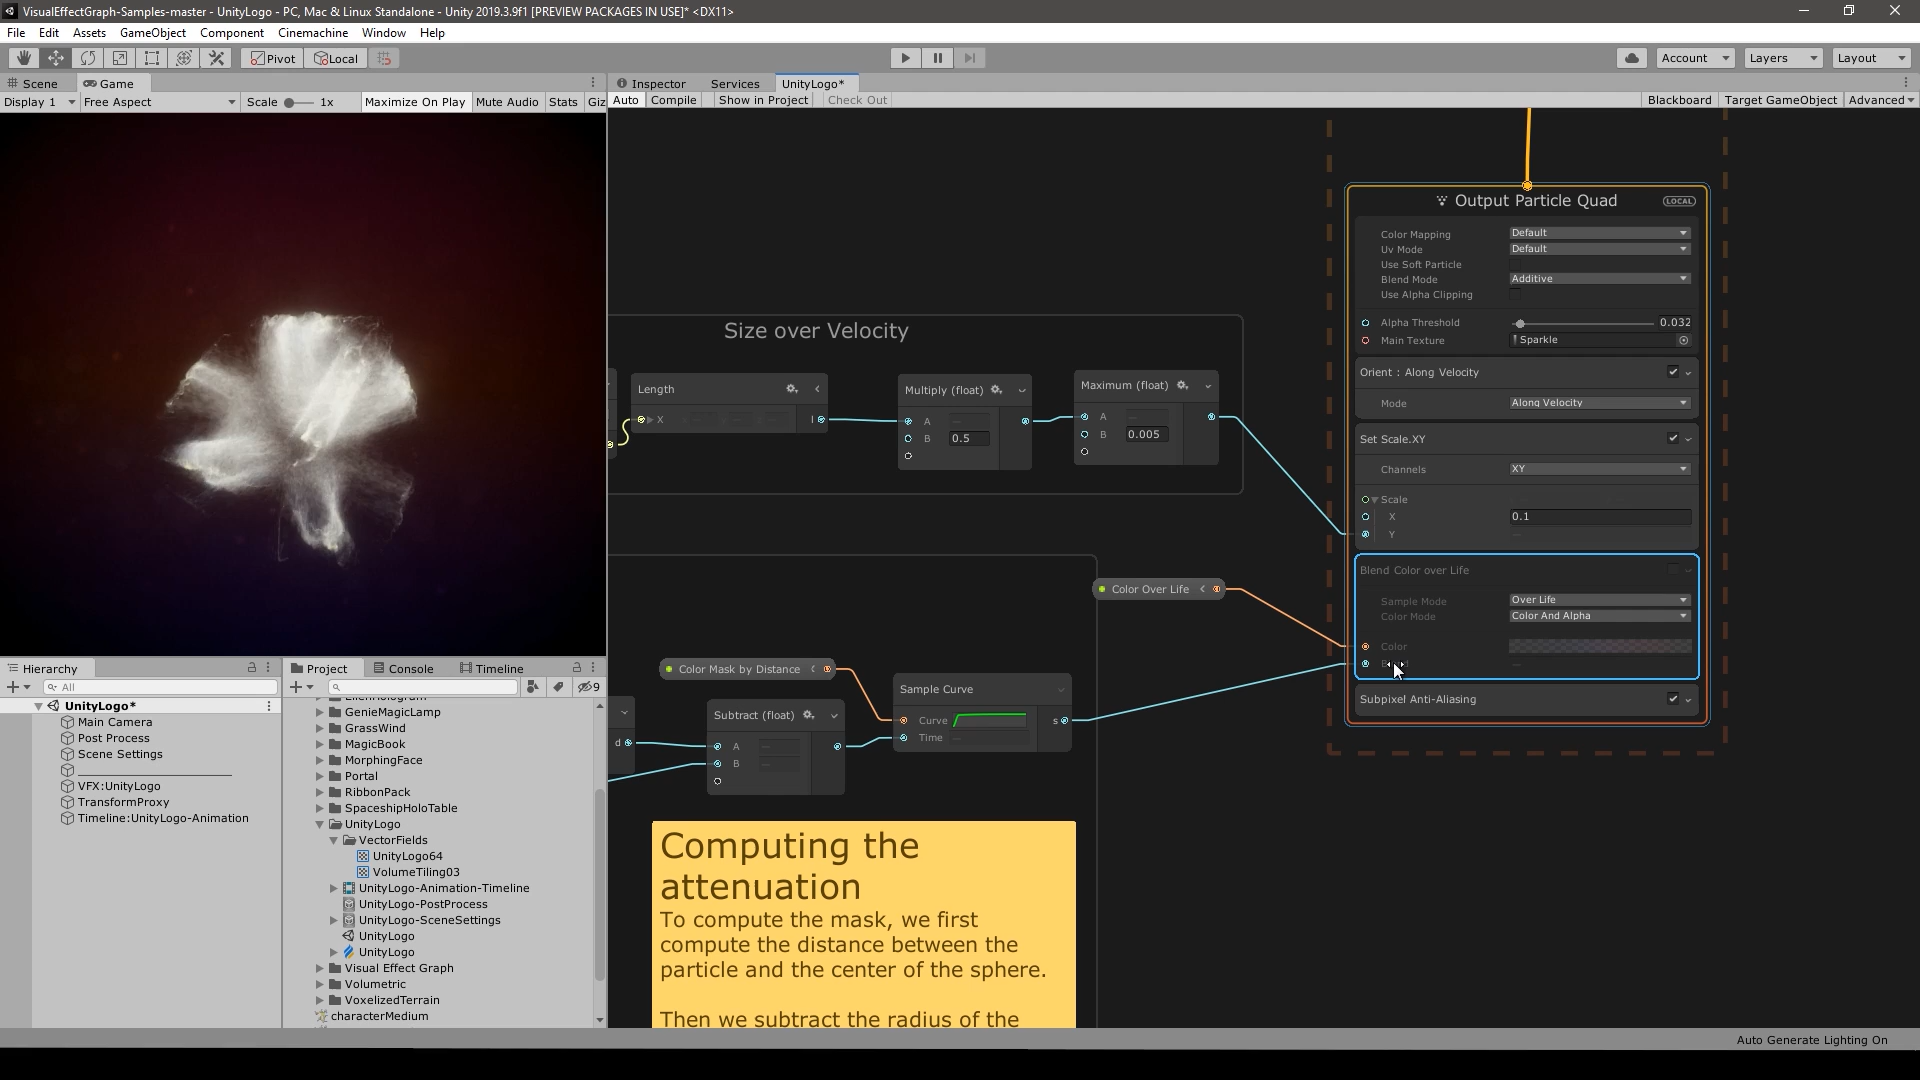 VisualEffectGraph-Samples-master - UnityLogo - PC, Mac & Linux Standalone - Unity 2019.3.9f1 [PREVIEW PACKAGES IN USE]* <DX11>
File Edit Assets GameObject Component Cinemachine Window Help
Pivot Local Account Layers Layout
Scene Game Inspector Services UnityLogo*
Display 1 Free Aspect Scale 1x Maximize On Play Mute Audio Stats Giz
Auto Compile Show in Project Check Out Blackboard Target GameObject Advanced
Output Particle Quad LOCAL
Color Mapping Default
Uv Mode Default
Use Soft Particle
Blend Mode Additive
Use Alpha Clipping
Alpha Threshold 0.032
Main Texture Sparkle
Orient : Along Velocity
Mode Along Velocity
Set Scale.XY
Channels XY
Scale
X 0.1
Y
Blend Color over Life
Sample Mode Over Life
Color Mode Color And Alpha
Color
Subpixel Anti-Aliasing
Size over Velocity
Length
X l
Multiply (float)
A
B 0.5
Maximum (float)
A
B 0.005
Color Over Life
Color Mask by Distance
Sample Curve
Curve s
Time
d
Subtract (float)
A
B
Computing the
attenuation
To compute the mask, we first
compute the distance between the
particle and the center of the sphere.
Then we subtract the radius of the
Hierarchy
All
UnityLogo*
Main Camera
Post Process
Scene Settings
______________________
VFX:UnityLogo
TransformProxy
Timeline:UnityLogo-Animation
Project Console Timeline
9
GenieMagicLamp
GrassWind
MagicBook
MorphingFace
Portal
RibbonPack
SpaceshipHoloTable
UnityLogo
VectorFields
UnityLogo64
VolumeTiling03
UnityLogo-Animation-Timeline
UnityLogo-PostProcess
UnityLogo-SceneSettings
UnityLogo
UnityLogo
Visual Effect Graph
Volumetric
VoxelizedTerrain
characterMedium
Auto Generate Lighting On